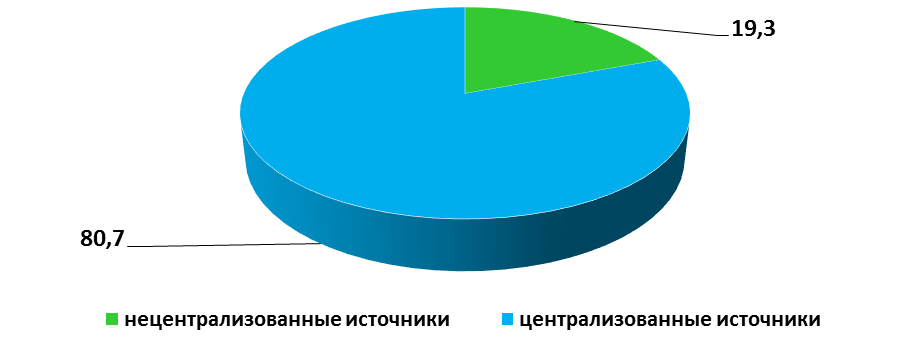 19,3
80,7
нецентрализованные источники
централизованные источники